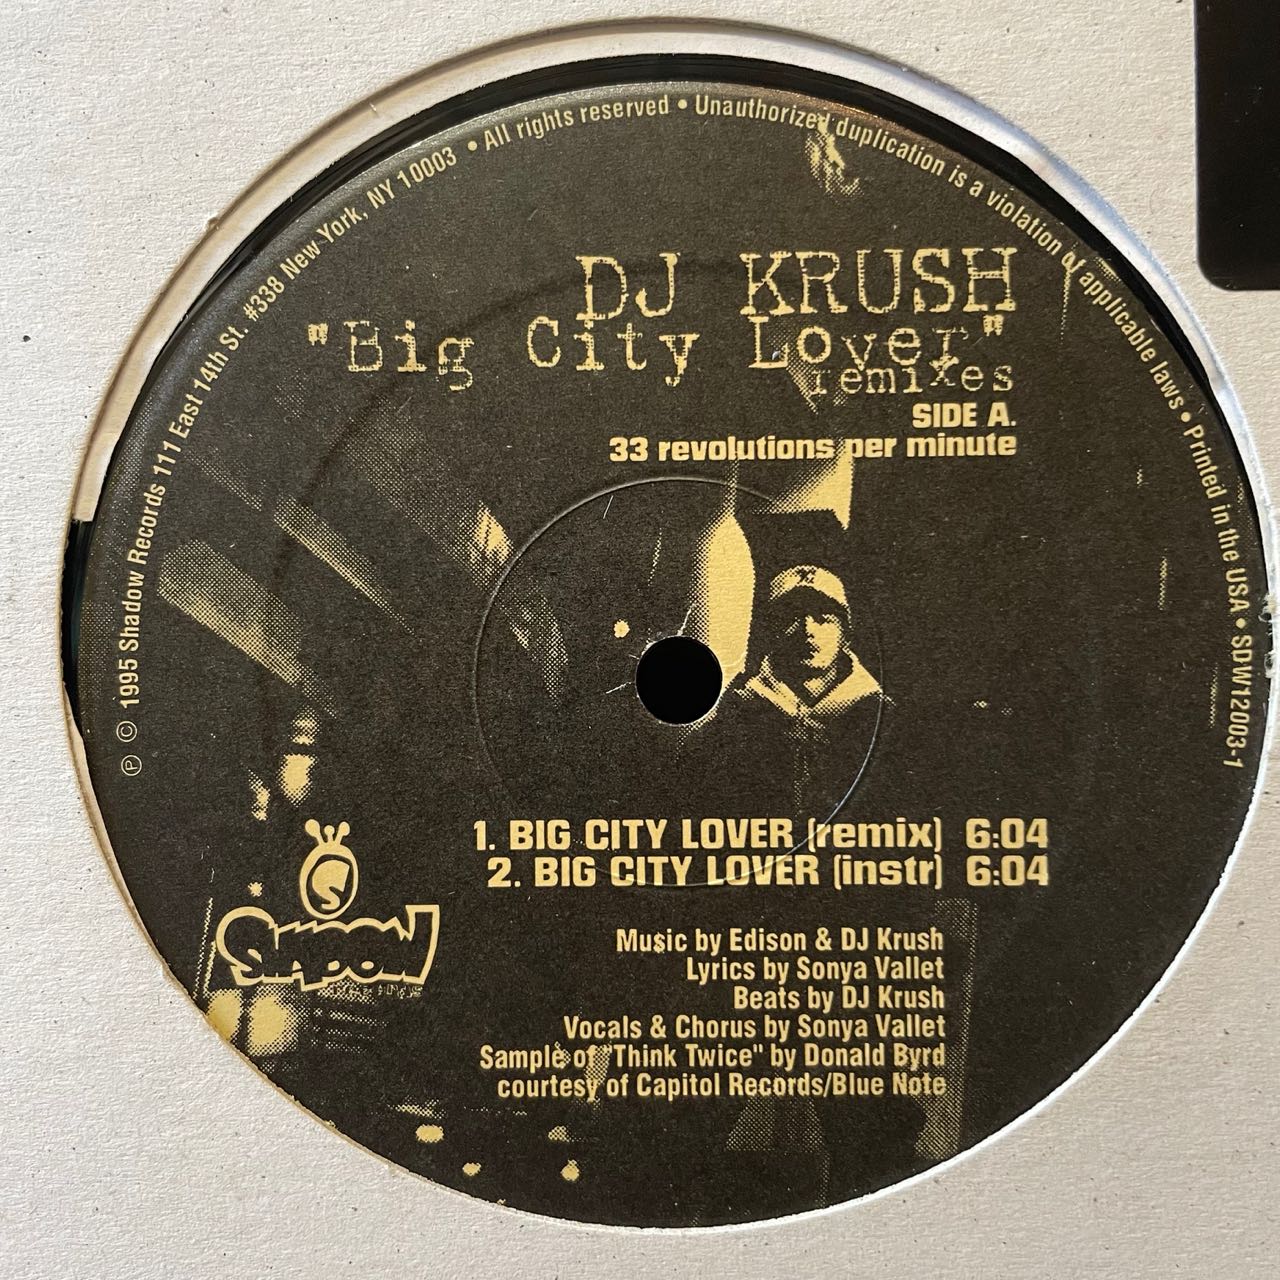 ℗ © 1995 Shadow Records 111 East 14th St. #338 New York, NY 10003 • All rights reserved • Unauthorized duplication is a violation of applicable laws • Printed in the USA • SDW12003-1
DJ KRUSH
"Big City Lover"
remixes
SIDE A.
33 revolutions per minute
1. BIG CITY LOVER (remix) 6:04
2. BIG CITY LOVER (instr) 6:04
S
SHADOW
Music by Edison & DJ Krush
Lyrics by Sonya Vallet
Beats by DJ Krush
Vocals & Chorus by Sonya Vallet
Sample of "Think Twice" by Donald Byrd
courtesy of Capitol Records/Blue Note